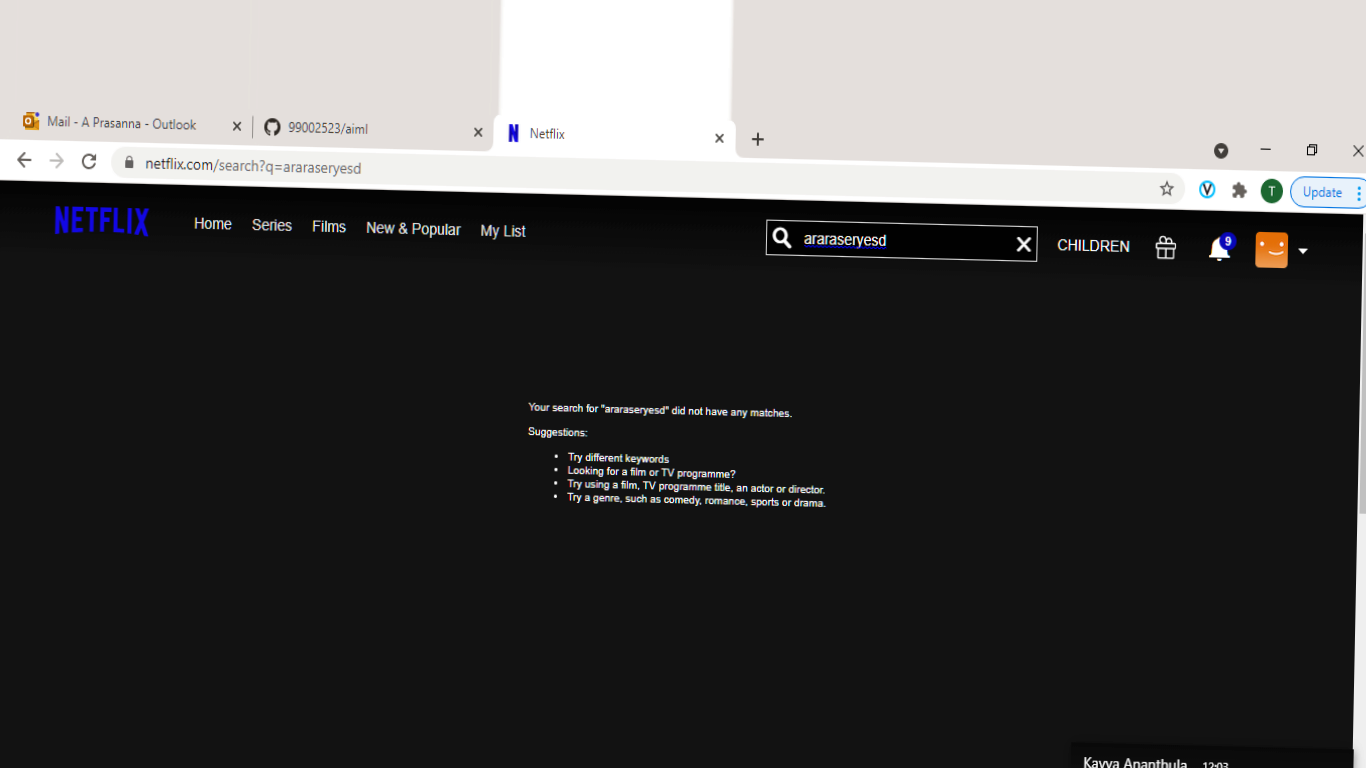 Mail - A Prasanna - Outlook
99002523/aiml
Netflix
netflix.com/search?q=araraseryesd
T
Update
NETFLIX
Home
Series
Films
New & Popular
My List
araraseryesd
CHILDREN
9
Your search for "araraseryesd" did not have any matches.
Suggestions:
• Try different keywords
• Looking for a film or TV programme?
• Try using a film, TV programme title, an actor or director.
• Try a genre, such as comedy, romance, sports or drama.
Kavya Ananthula 12:03